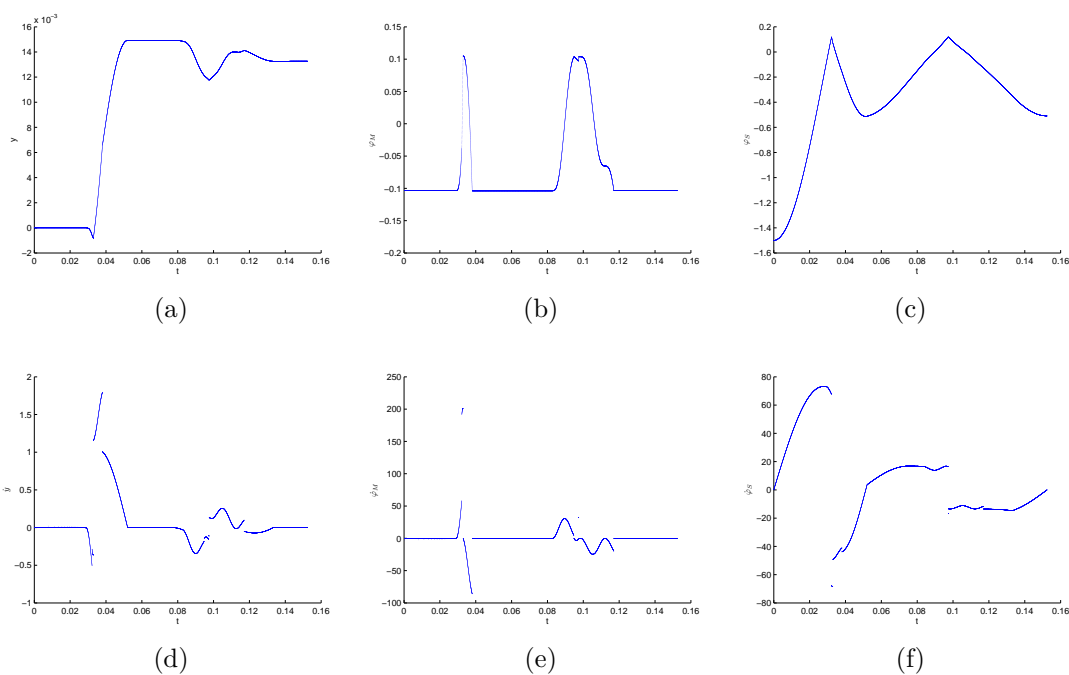 x 10⁻³
16
14
12
10
8
6
4
2
0
−2
y
0 0.02 0.04 0.06 0.08 0.1 0.12 0.14 0.16
t
(a)
0.15
0.1
0.05
0
−0.05
−0.1
−0.15
−0.2
φ_M
0 0.02 0.04 0.06 0.08 0.1 0.12 0.14 0.16
t
(b)
0.2
0
−0.2
−0.4
−0.6
−0.8
−1
−1.2
−1.4
−1.6
φ_S
0 0.02 0.04 0.06 0.08 0.1 0.12 0.14 0.16
t
(c)
2
1.5
1
0.5
0
−0.5
−1
ẏ
0 0.02 0.04 0.06 0.08 0.1 0.12 0.14 0.16
t
(d)
250
200
150
100
50
0
−50
−100
φ̇_M
0 0.02 0.04 0.06 0.08 0.1 0.12 0.14 0.16
t
(e)
80
60
40
20
0
−20
−40
−60
−80
φ̇_S
0 0.02 0.04 0.06 0.08 0.1 0.12 0.14 0.16
t
(f)